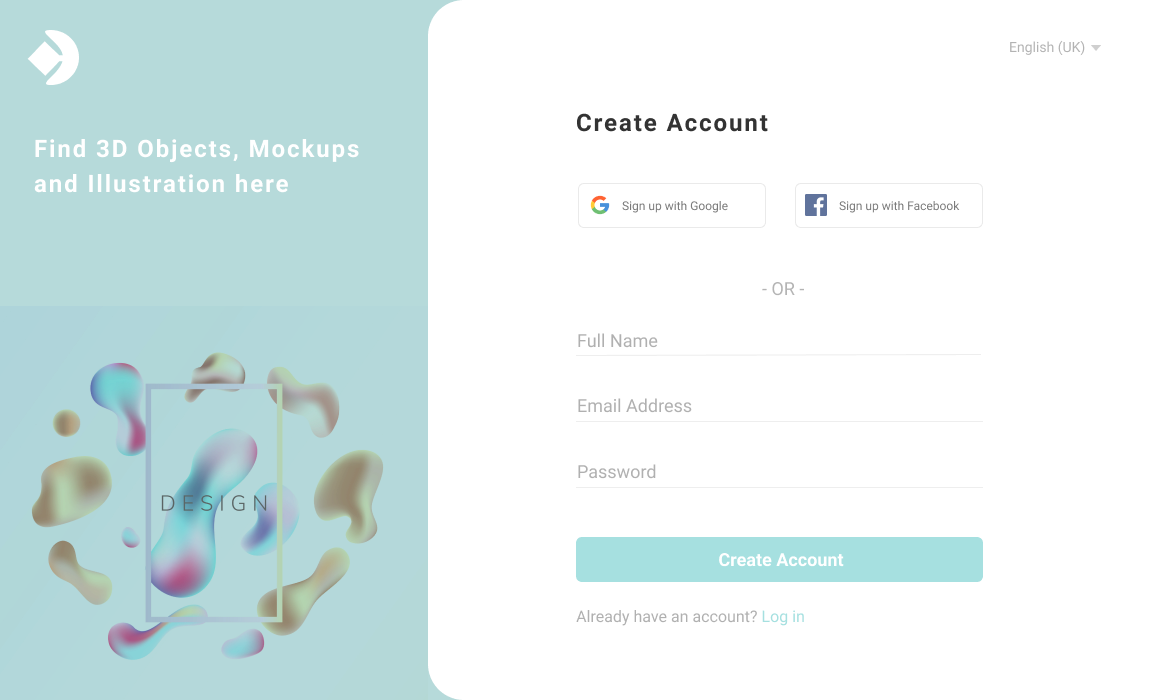 Find 3D Objects, Mockups
and Illustration here
DESIGN
English (UK)
Create Account
Sign up with Google
Sign up with Facebook
- OR -
Full Name
Email Address
Password
Create Account
Already have an account? Log in